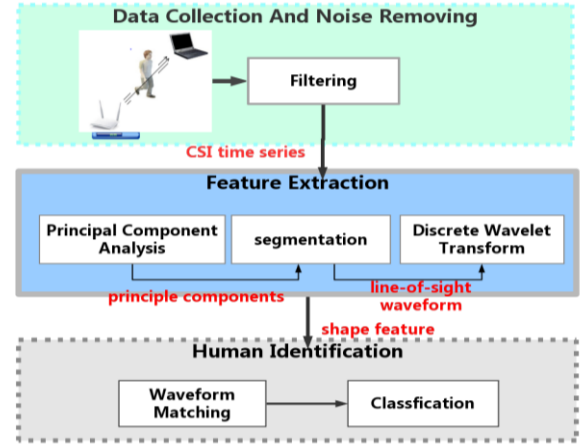 Data Collection And Noise Removing
Filtering
CSI time series
Feature Extraction
Principal Component
Analysis
segmentation
Discrete Wavelet
Transform
principle components
line-of-sight
waveform
shape feature
Human Identification
Waveform
Matching
Classfication